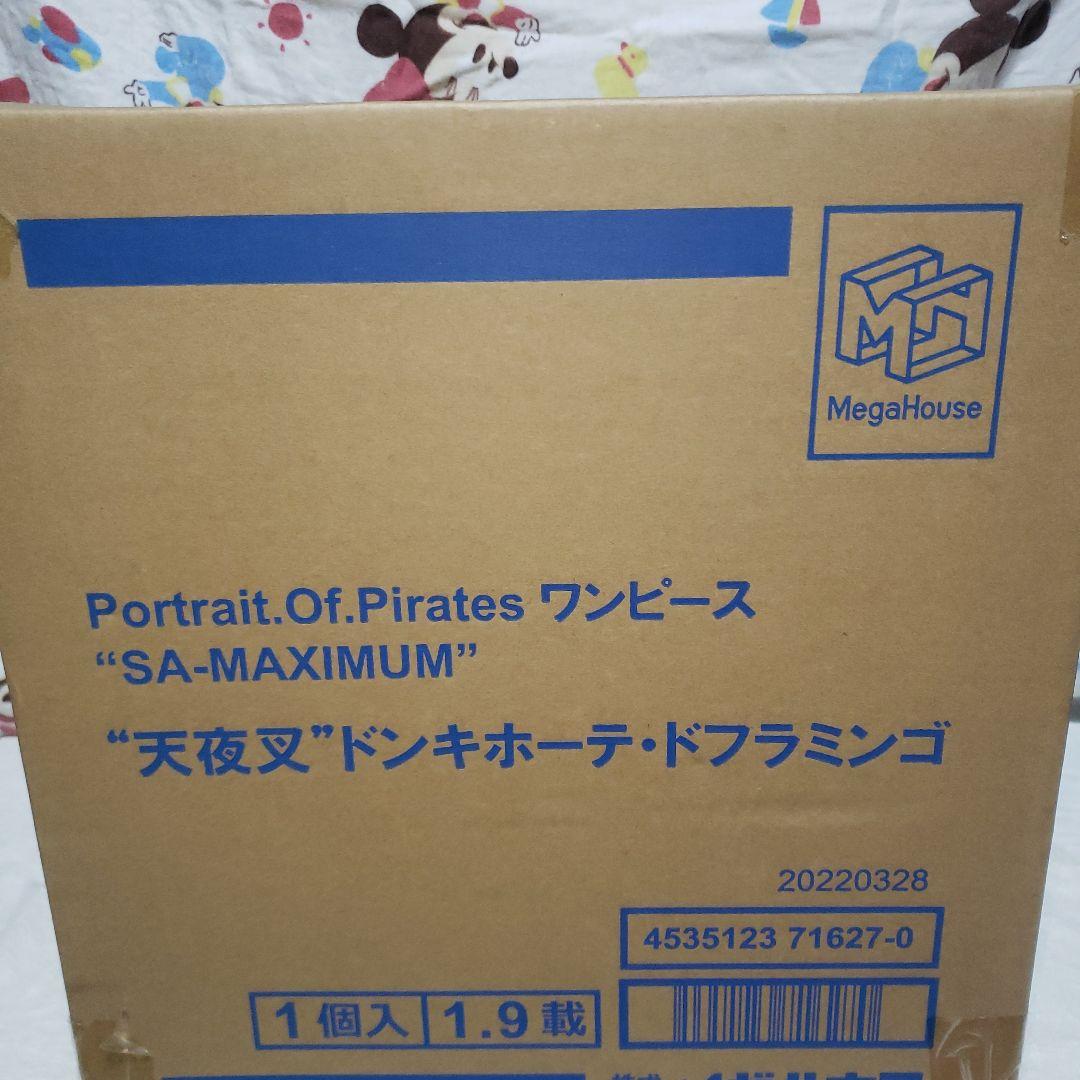 MegaHouse
Portrait.Of.Pirates ワンピース
“SA-MAXIMUM”
“天夜叉”ドンキホーテ・ドフラミンゴ
20220328
4535123 71627-0
1個入 1.9載